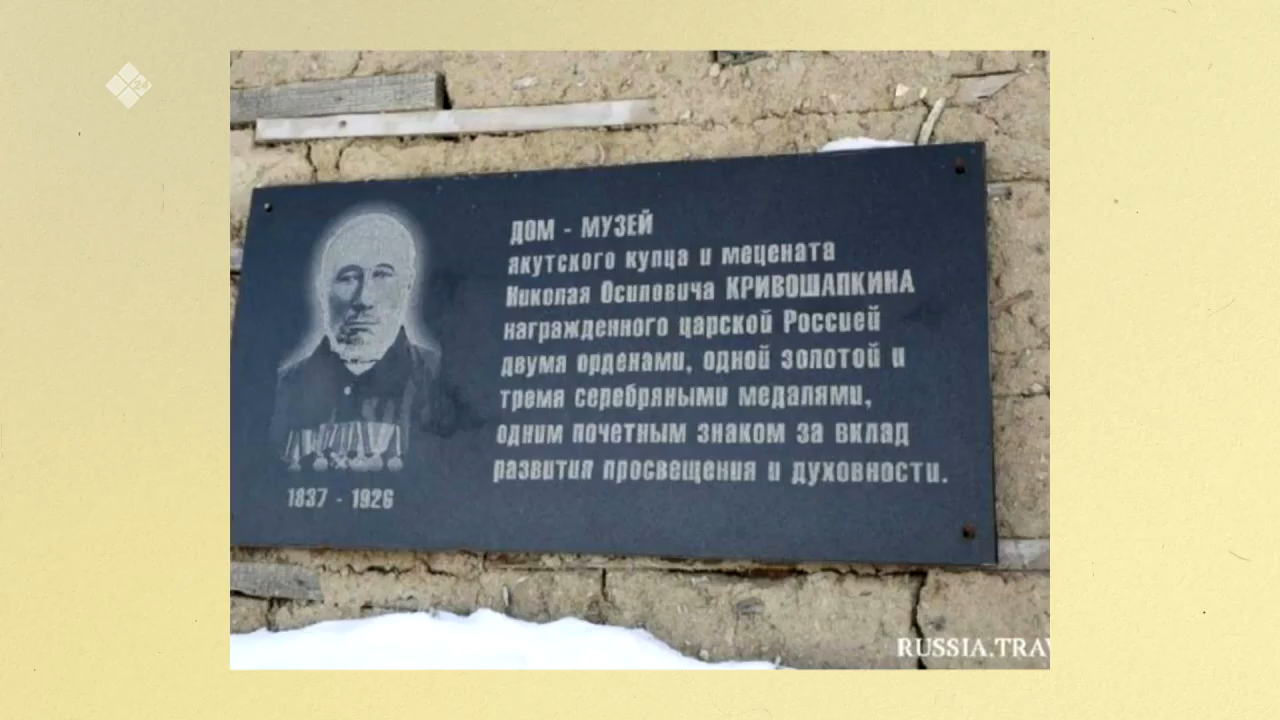 24
ДОМ - МУЗЕЙ
якутского купца и мецената
Николая Осиповича КРИВОШАПКИНА
награжденного царской Россией
двумя орденами, одной золотой и
тремя серебряными медалями,
одним почетным знаком за вклад
развития просвещения и духовности.
1837 - 1926
RUSSIA.TRAV